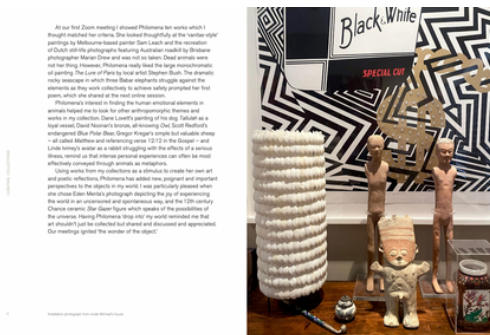 At our first Zoom meeting I showed Philomena ten works which I
thought matched her criteria. She looked thoughtfully at the 'vanitas-style'
paintings by Melbourne-based painter Sam Leach and the recreation
of Dutch still-life photographs featuring Australian roadkill by Brisbane
photographer Marian Drew and was not so taken. Dead animals were
not her thing. However, Philomena really liked the large monochromatic
oil painting The Lure of Paris by local artist Stephen Bush. The dramatic
rocky seascape in which three Babar elephants struggle against the
elements as they work collectively to achieve safety prompted her first
poem, which she shared at the next online session.
Philomena's interest in finding the human emotional elements in
animals helped me to look for other anthropomorphic themes and
works in my collection. Dane Lovett's painting of his dog Tallulah as a
loyal vessel, David Noonan's bronze, all-knowing Owl, Scott Redford's
endangered Blue Polar Bear, Gregor Kregar's simple but valuable sheep
– all called Matthew and referencing verse 12:12 in the Gospel – and
Linde Ivimey's avatar as a rabbit struggling with the effects of a serious
illness, remind us that intense personal experiences can often be most
effectively conveyed through animals as metaphors.
Using works from my collections as a stimulus to create her own art
and poetic reflections, Philomena has added new, poignant and important
perspectives to the objects in my world. I was particularly pleased when
she chose Eden Menta's photograph depicting the joy of experiencing
the world in an uncensored and spontaneous way, and the 12th century
Chance ceramic Star Gazer figure which speaks of the possibilities of
the universe. Having Philomena 'drop into' my world reminded me that
art shouldn't just be collected but shared and discussed and appreciated.
Our meetings ignited 'the wonder of the object.'
Installation photograph from inside
Black & White
SPECIAL CUT